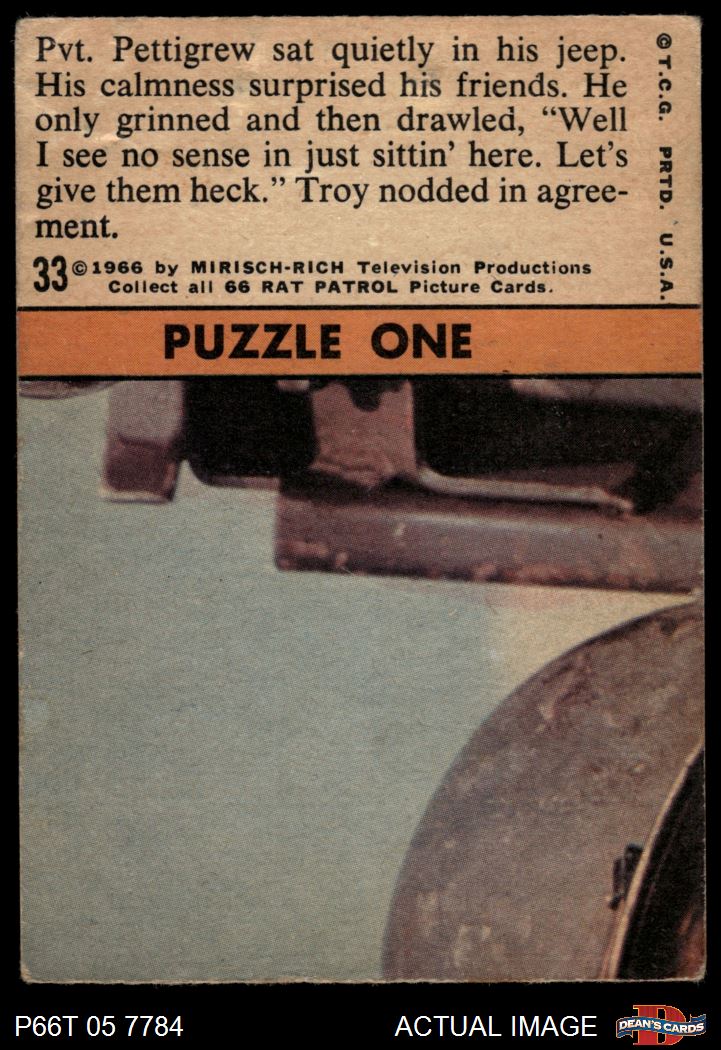 Pvt. Pettigrew sat quietly in his jeep.
His calmness surprised his friends. He
only grinned and then drawled, “Well
I see no sense in just sittin’ here. Let’s
give them heck.” Troy nodded in agree-
ment.
© T.C.G. PRTD. U.S.A.
33 © 1966 by MIRISCH-RICH Television Productions
Collect all 66 RAT PATROL Picture Cards.
PUZZLE ONE
P66T 05 7784 ACTUAL IMAGE
D
DEAN'S CARDS